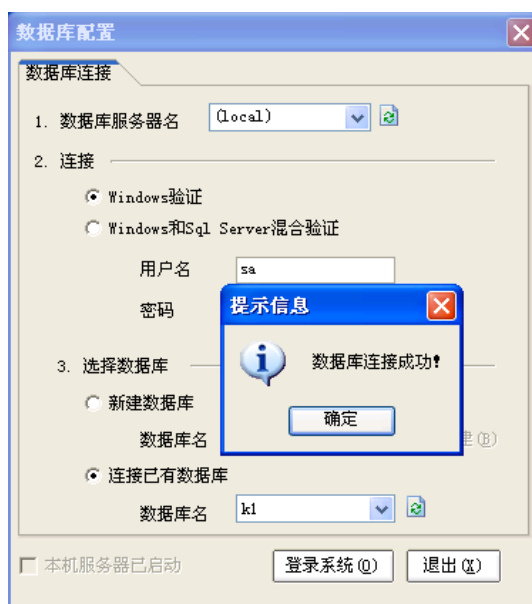 数据库配置
数据库连接
1. 数据库服务器名 (local)
2. 连接
Windows验证
Windows和Sql Server混合验证
用户名 sa
密码
提示信息
数据库连接成功!
确定
3. 选择数据库
新建数据库
数据库名 建(B)
连接已有数据库
数据库名 k1
本机服务器已启动 登录系统(O) 退出(X)